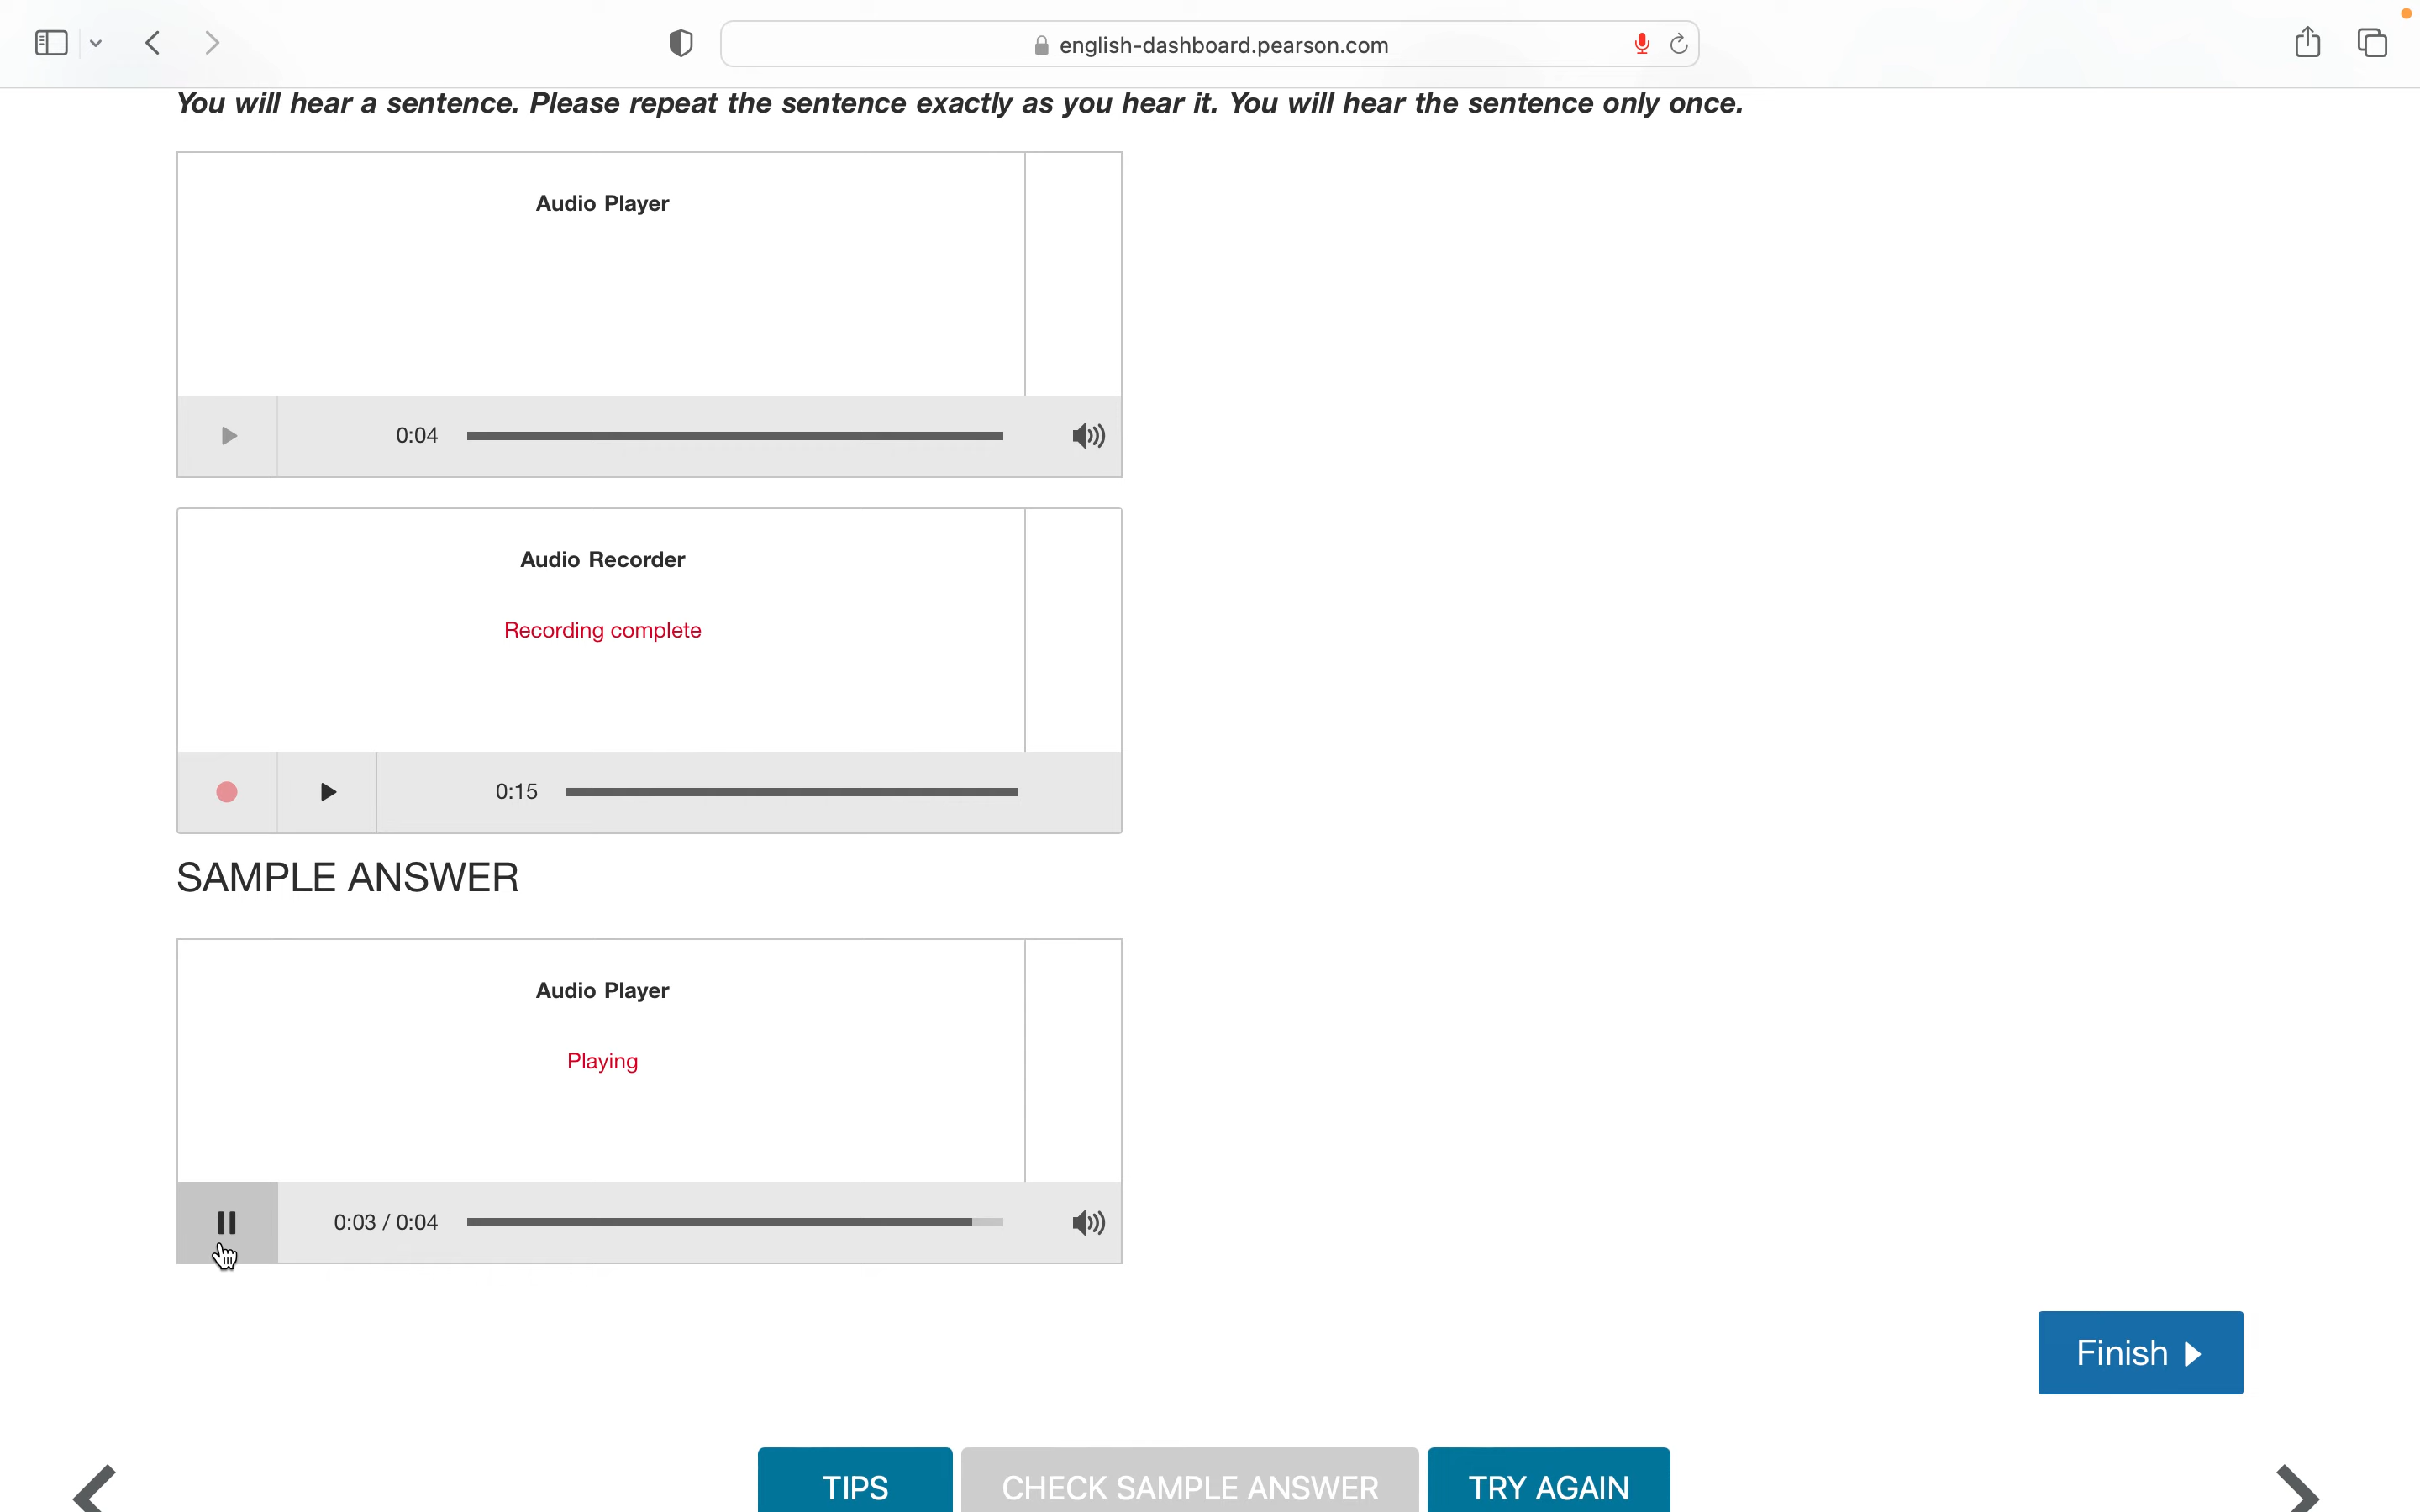 english-dashboard.pearson.com
You will hear a sentence. Please repeat the sentence exactly as you hear it. You will hear the sentence only once.
Audio Player
0:04
Audio Recorder
Recording complete
0:15
SAMPLE ANSWER
Audio Player
Playing
0:03 / 0:04
Finish
TIPS
CHECK SAMPLE ANSWER
TRY AGAIN